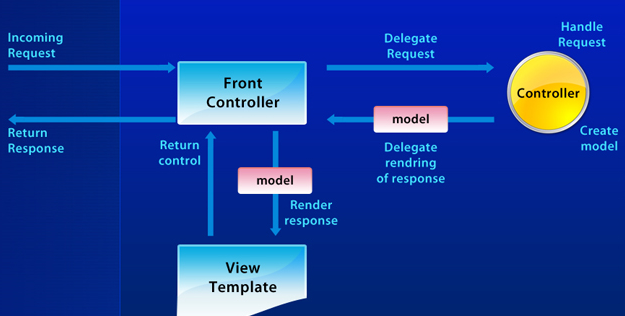 Incoming
Request
Front
Controller
Delegate
Request
Handle
Request
Controller
Return
Response
Return
control
model
Delegate
rendring
of response
Create
model
model
Render
response
View
Template